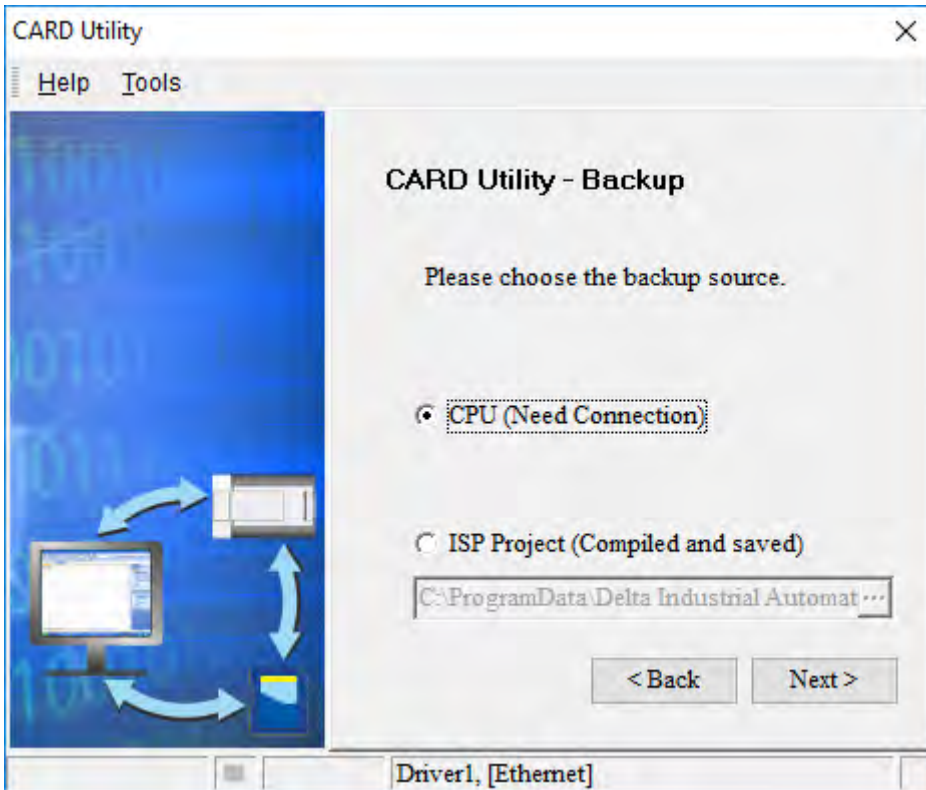 CARD Utility
Help Tools
CARD Utility - Backup
Please choose the backup source.
CPU (Need Connection)
ISP Project (Compiled and saved)
C:\ProgramData\Delta Industrial Automat ...
< Back Next >
Driver1, [Ethernet]